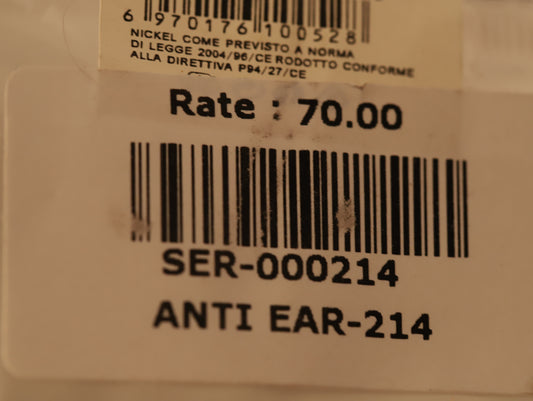 6 970176 100528
NICKEL COME PREVISTO A NORMA
DI LEGGE 2004/96/CE RODOTTO CONFORME
ALLA DIRETTIVA P94/27/CE
Rate : 70.00
SER-000214
ANTI EAR-214